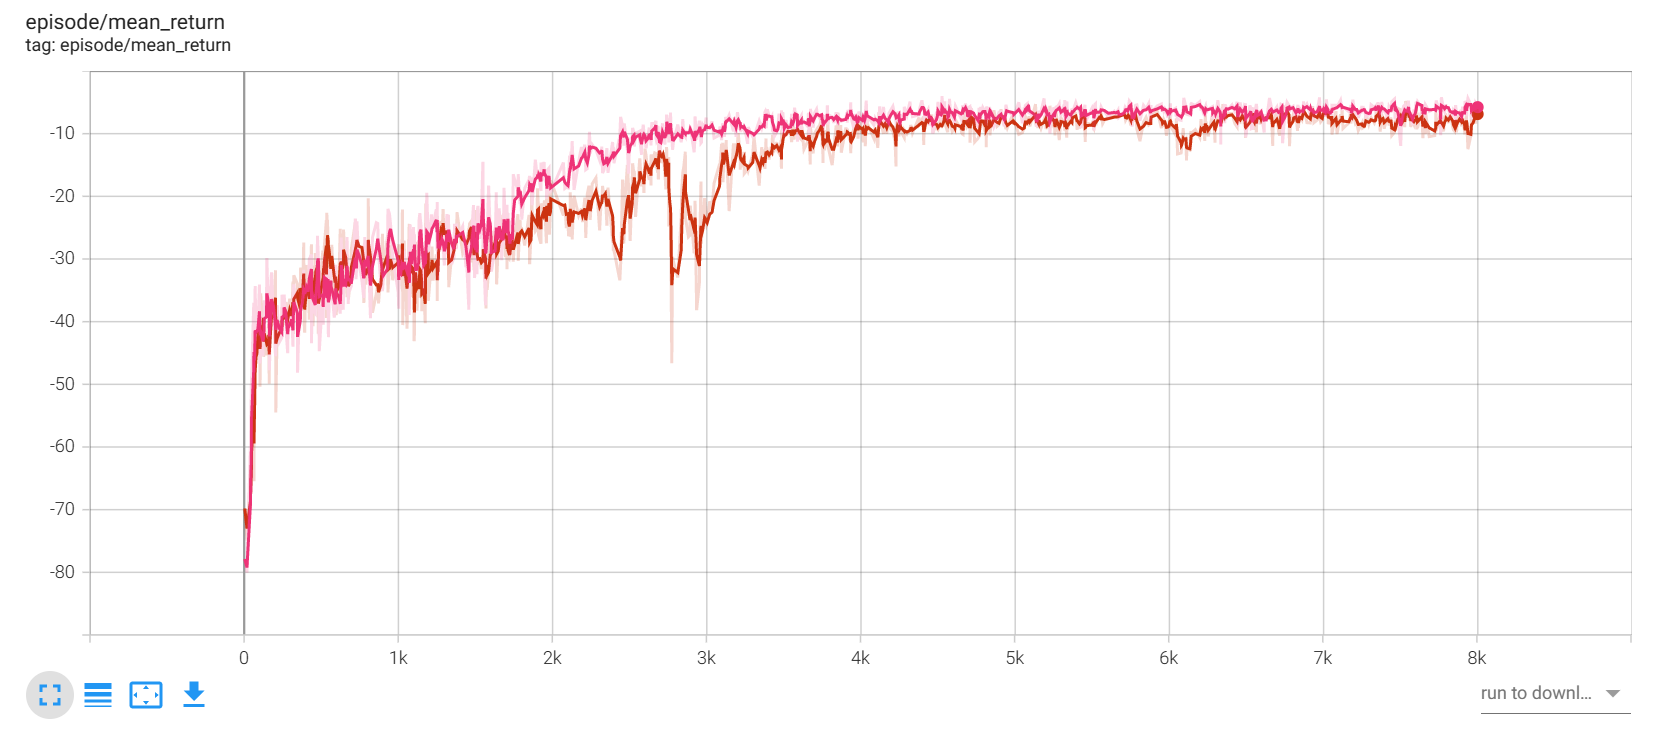 episode/mean_return
tag: episode/mean_return
-10
-20
-30
-40
-50
-60
-70
-80
0 1k 2k 3k 4k 5k 6k 7k 8k
run to downl...